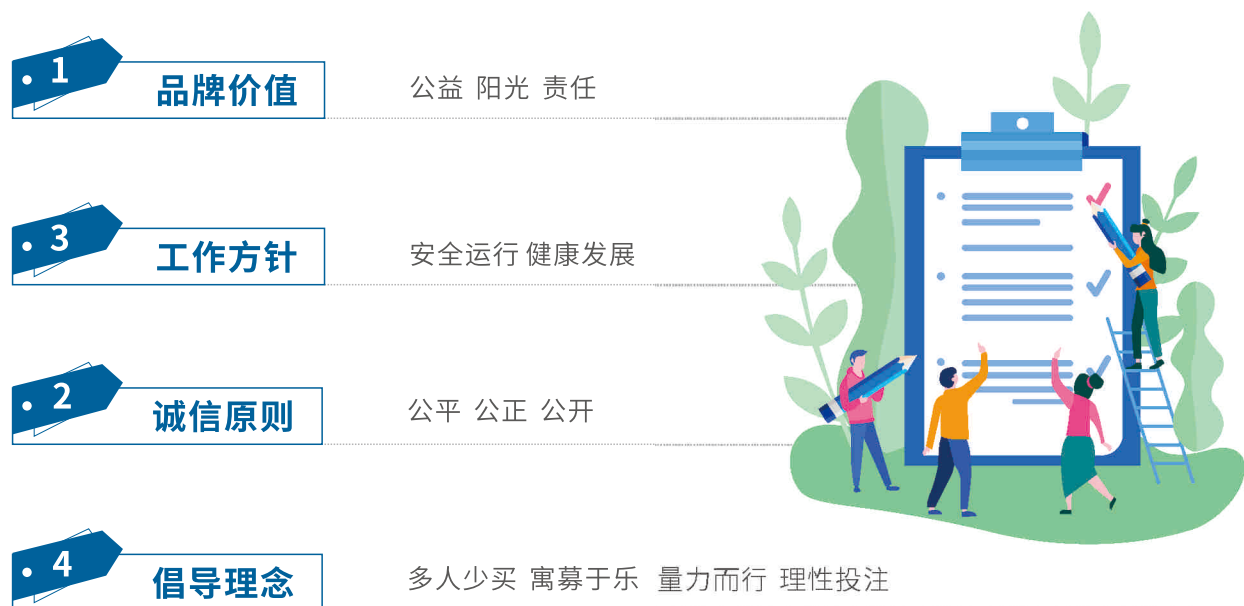 1 品牌价值 公益 阳光 责任
3 工作方针 安全运行 健康发展
2 诚信原则 公平 公正 公开
4 倡导理念 多人少买 寓募于乐 量力而行 理性投注